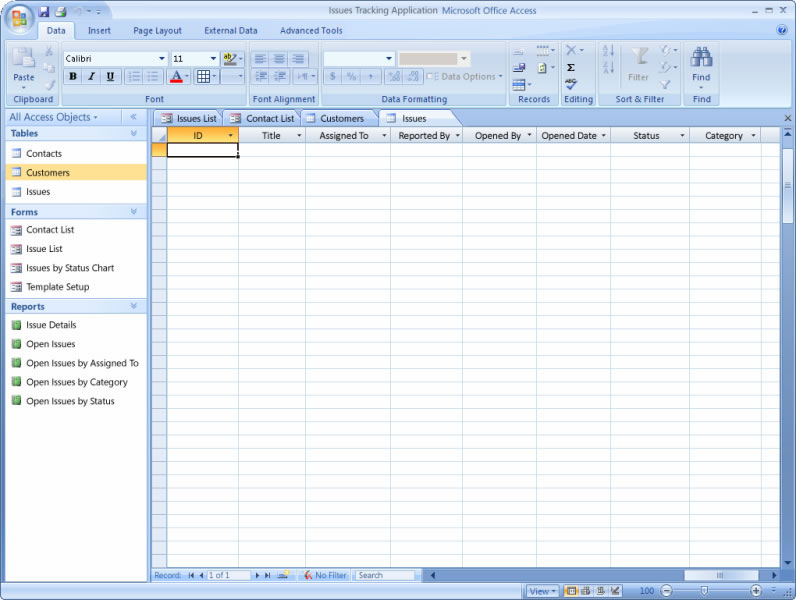 Issues Tracking Application Microsoft Office Access
Data Insert Page Layout External Data Advanced Tools
Calibri 11
Paste
B I U A
$ % , Data Options
Filter
Find
Clipboard Font Font Alignment Data Formatting Records Editing Sort & Filter Find
All Access Objects
Issues List Contact List Customers Issues
Tables
ID Title Assigned To Reported By Opened By Opened Date Status Category
Contacts
Customers
Issues
Forms
Contact List
Issue List
Issues by Status Chart
Template Setup
Reports
Issue Details
Open Issues
Open Issues by Assigned To
Open Issues by Category
Open Issues by Status
Record: 1 of 1 No Filter Search
View 100